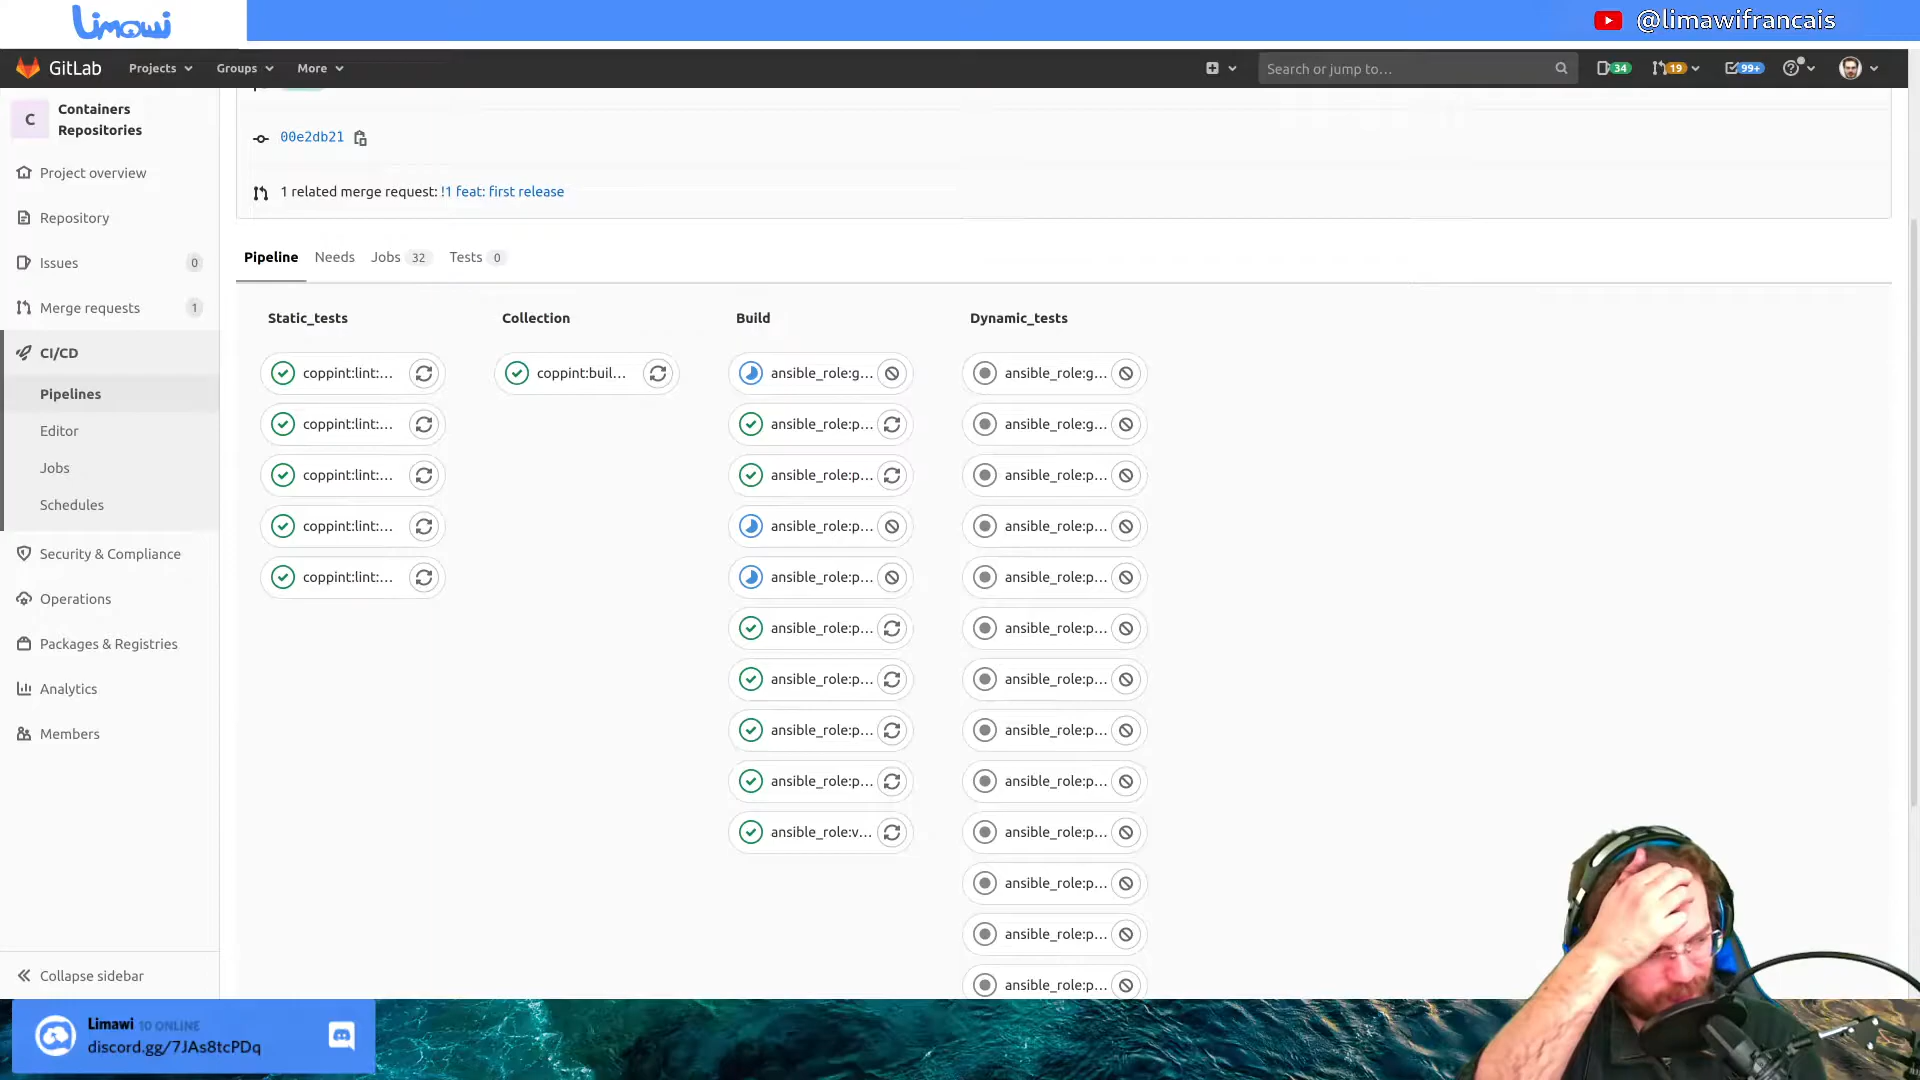 Limawi
@limawifrancais
GitLab
Projects
Groups
More
Search or jump to...
34
19
99+
C
Containers
Repositories
Project overview
Repository
Issues
0
Merge requests
1
CI/CD
Pipelines
Editor
Jobs
Schedules
Security & Compliance
Operations
Packages & Registries
Analytics
Members
Collapse sidebar
00e2db21
1 related merge request: !1 feat: first release
Pipeline
Needs
Jobs 32
Tests 0
Static_tests
coppint:lint:...
coppint:lint:...
coppint:lint:...
coppint:lint:...
coppint:lint:...
Collection
coppint:buil...
Build
ansible_role:g...
ansible_role:p...
ansible_role:p...
ansible_role:p...
ansible_role:p...
ansible_role:p...
ansible_role:p...
ansible_role:p...
ansible_role:p...
ansible_role:v...
Dynamic_tests
ansible_role:g...
ansible_role:g...
ansible_role:p...
ansible_role:p...
ansible_role:p...
ansible_role:p...
ansible_role:p...
ansible_role:p...
ansible_role:p...
ansible_role:p...
ansible_role:p...
ansible_role:p...
ansible_role:p...
Limawi 10 ONLINE
discord.gg/7JAs8tcPDq